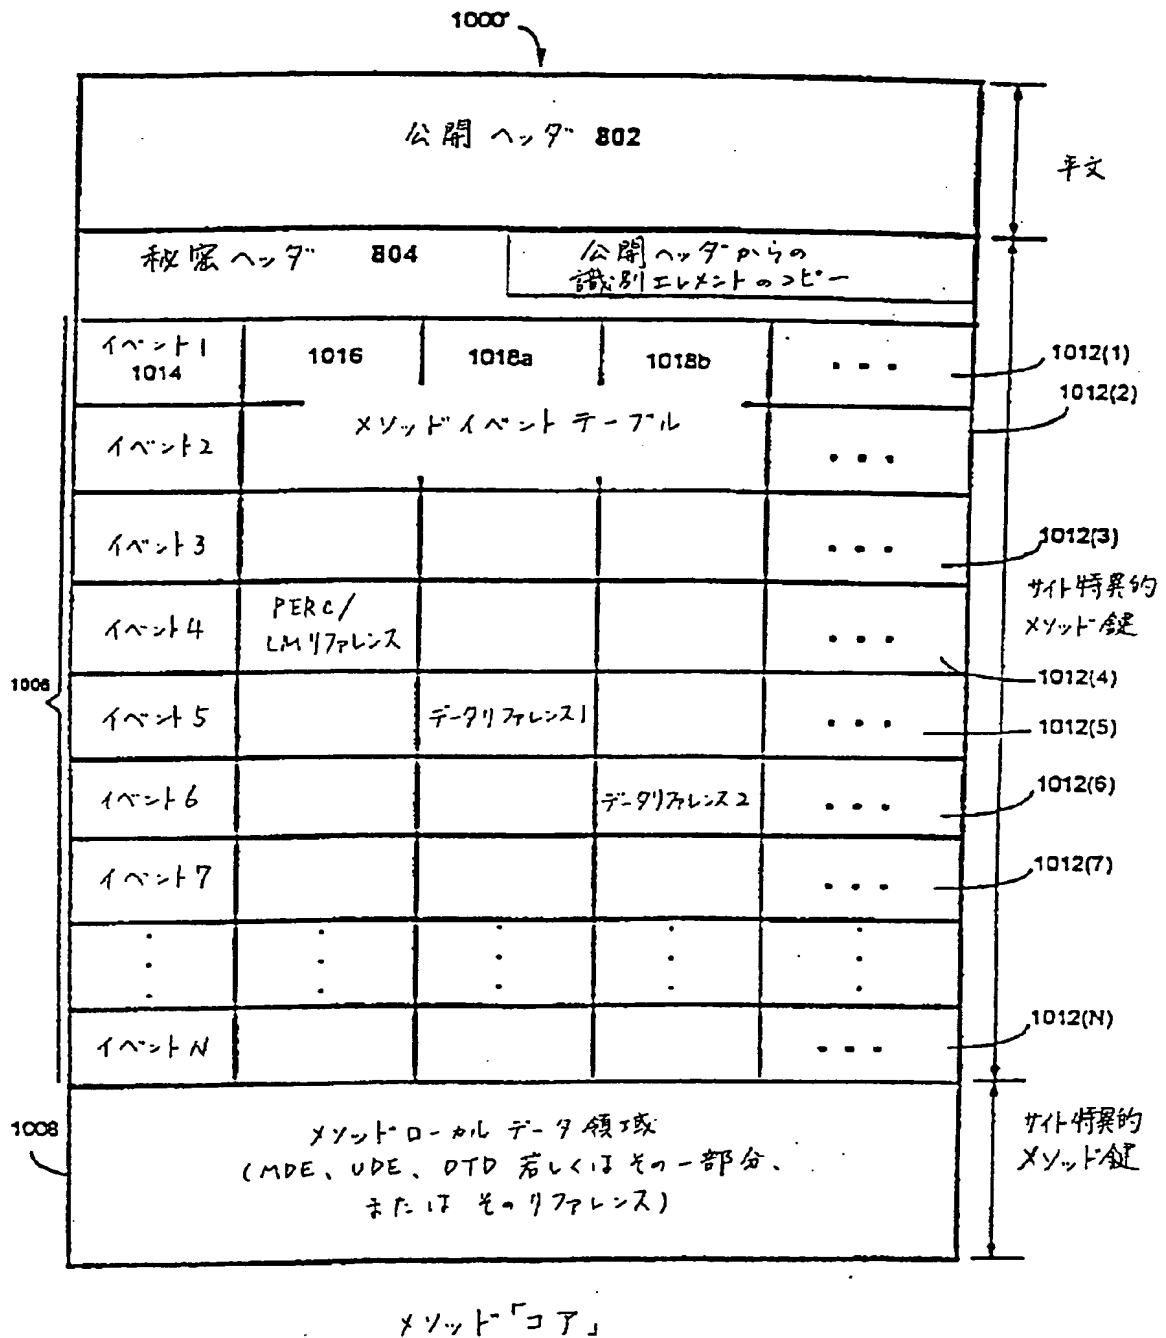 1000'
公開ヘッダ 802
平文
秘密ヘッダ 804
公開ヘッダからの
識別エレメントのコピー
イベント1
1014
1016
1018a
1018b
• • •
1012(1)
1012(2)
イベント2
メソッドイベント テーブル
• • •
イベント3
• • •
1012(3)
サイト特異的
メソッド鍵
イベント4
PERC/
LMリファレンス
• • •
1012(4)
1006
イベント5
データリファレンス1
• • •
1012(5)
イベント6
データリファレンス2
• • •
1012(6)
イベント7
• • •
1012(7)
イベントN
• • •
1012(N)
1008
メソッドローカル データ領域
(MDE、UDE、DTD 若しくはその一部分、
または そのリファレンス)
サイト特異的
メソッド鍵
メソッド「コア」